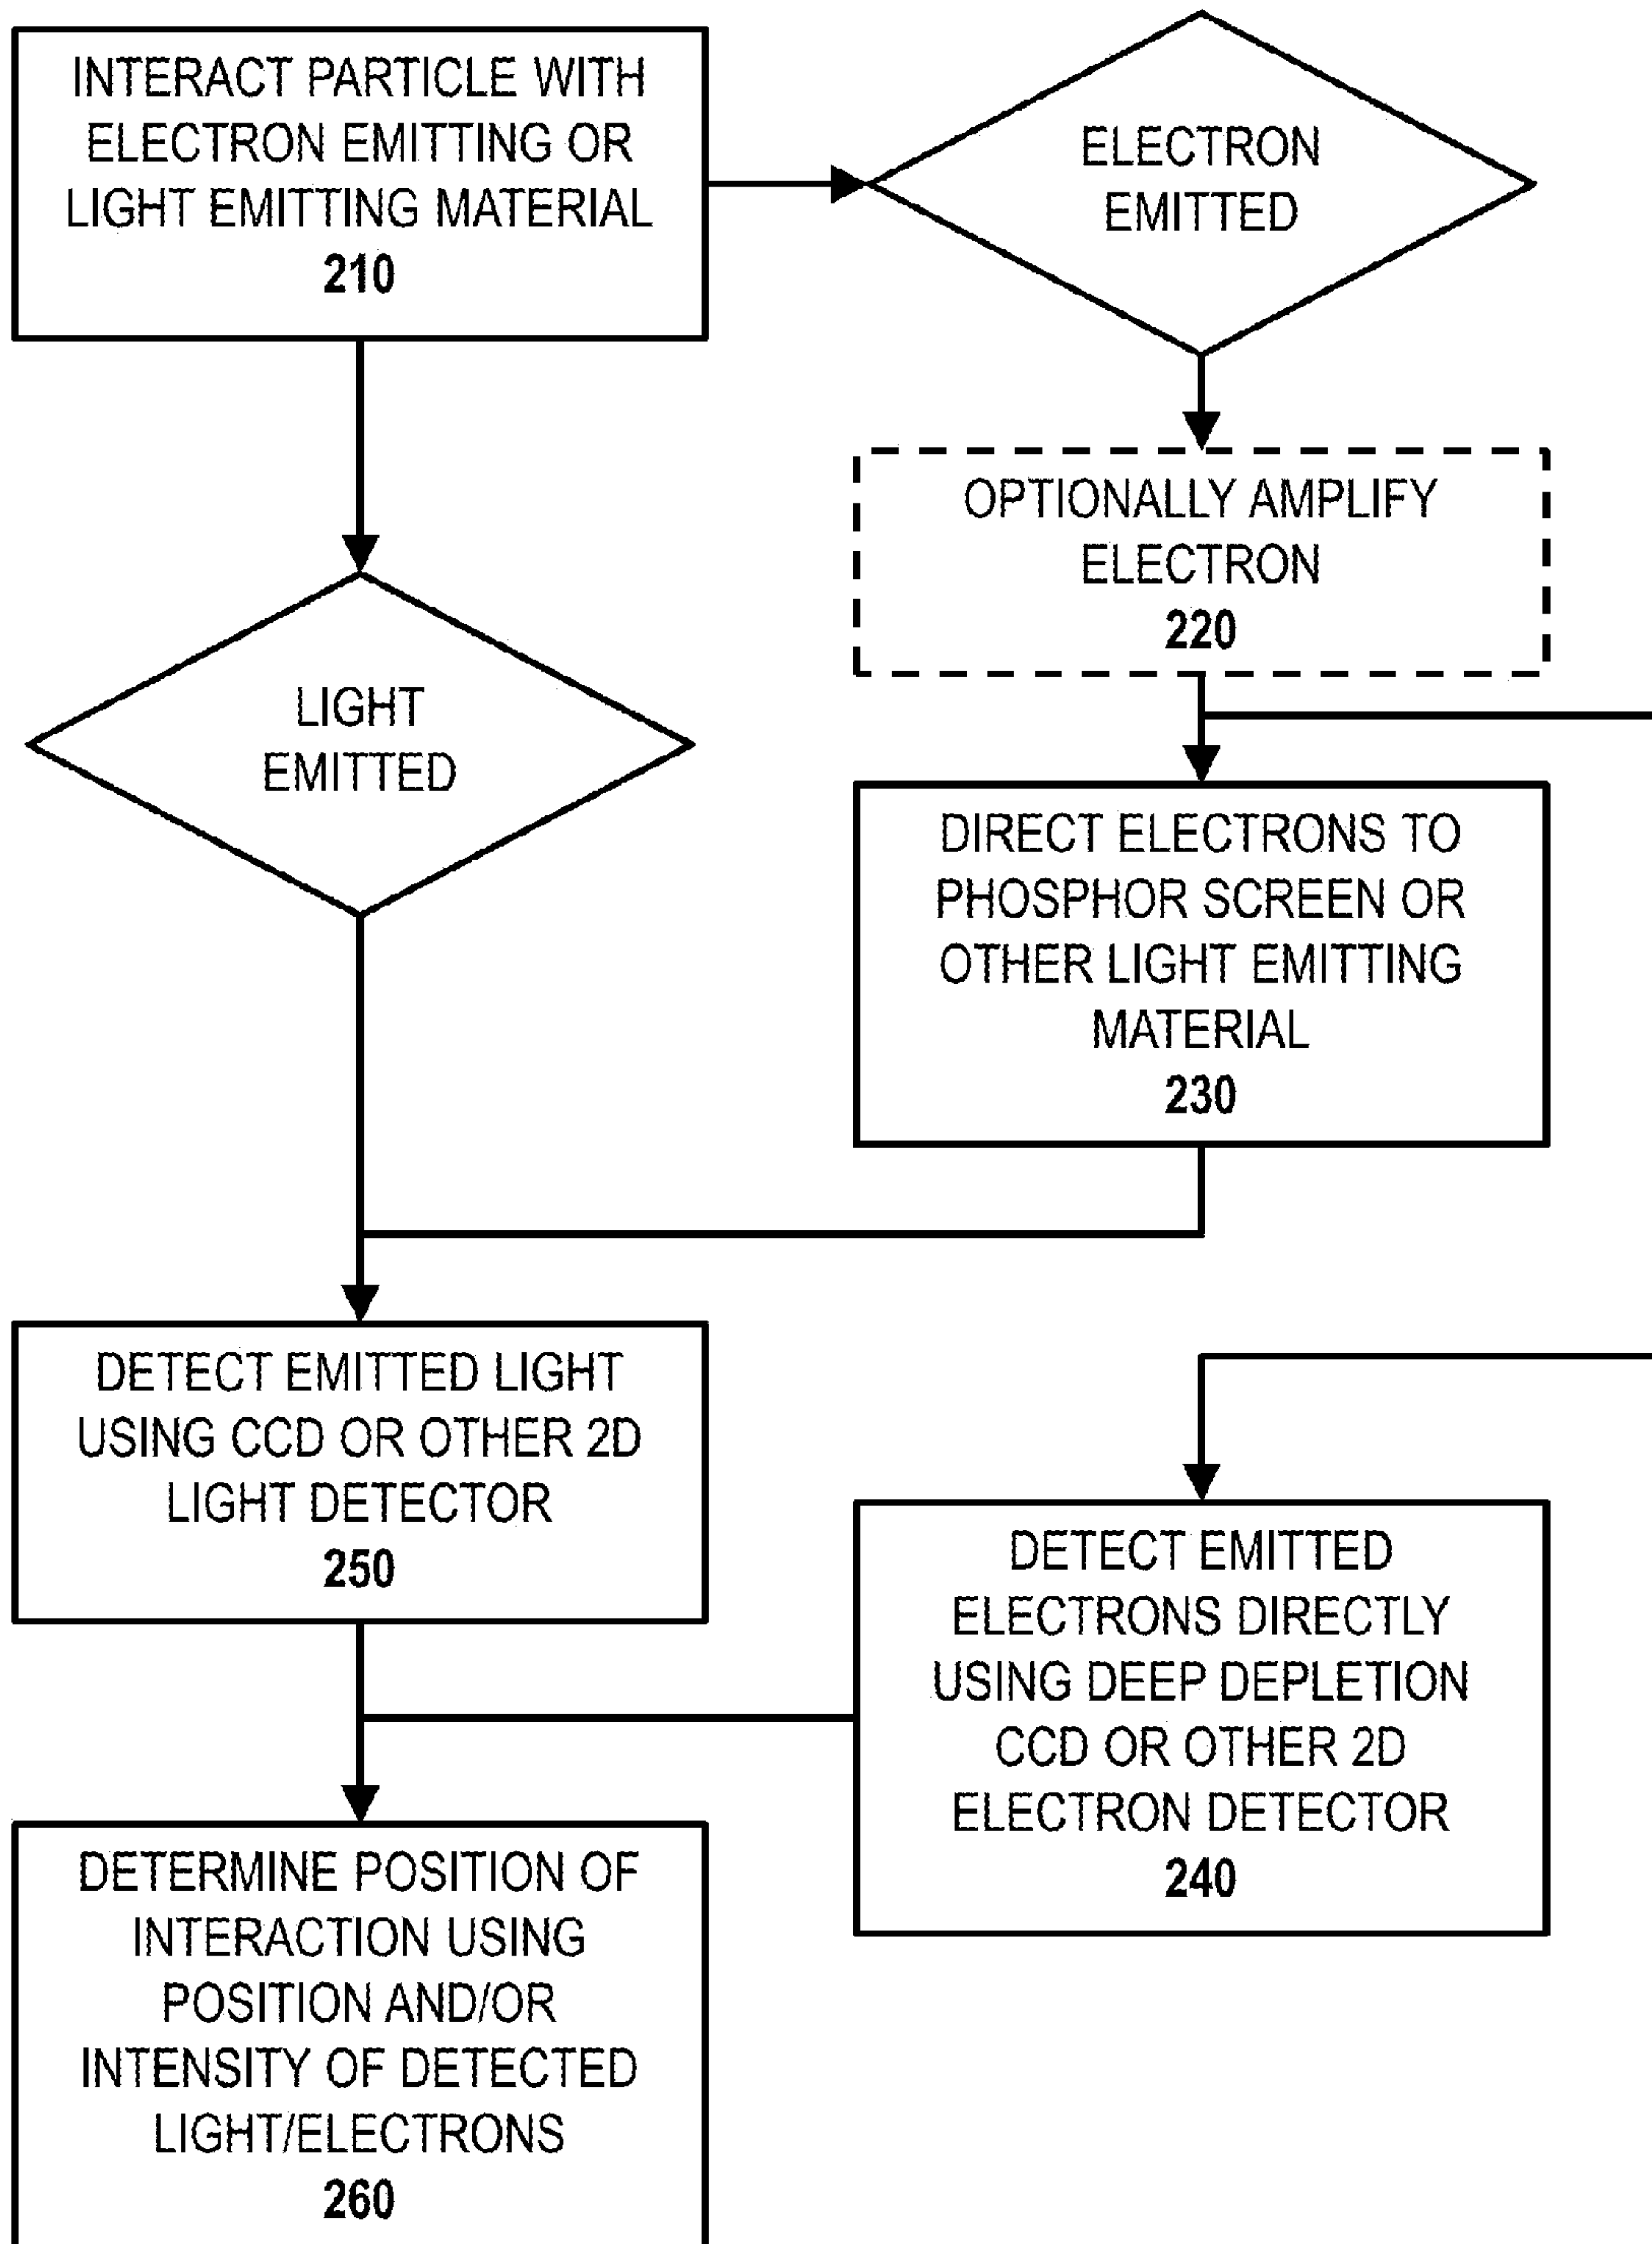 INTERACT PARTICLE WITH
ELECTRON EMITTING OR
LIGHT EMITTING MATERIAL
210
ELECTRON
EMITTED
OPTIONALLY AMPLIFY
ELECTRON
220
LIGHT
EMITTED
DIRECT ELECTRONS TO
PHOSPHOR SCREEN OR
OTHER LIGHT EMITTING
MATERIAL
230
DETECT EMITTED LIGHT
USING CCD OR OTHER 2D
LIGHT DETECTOR
250
DETECT EMITTED
ELECTRONS DIRECTLY
USING DEEP DEPLETION
CCD OR OTHER 2D
ELECTRON DETECTOR
240
DETERMINE POSITION OF
INTERACTION USING
POSITION AND/OR
INTENSITY OF DETECTED
LIGHT/ELECTRONS
260